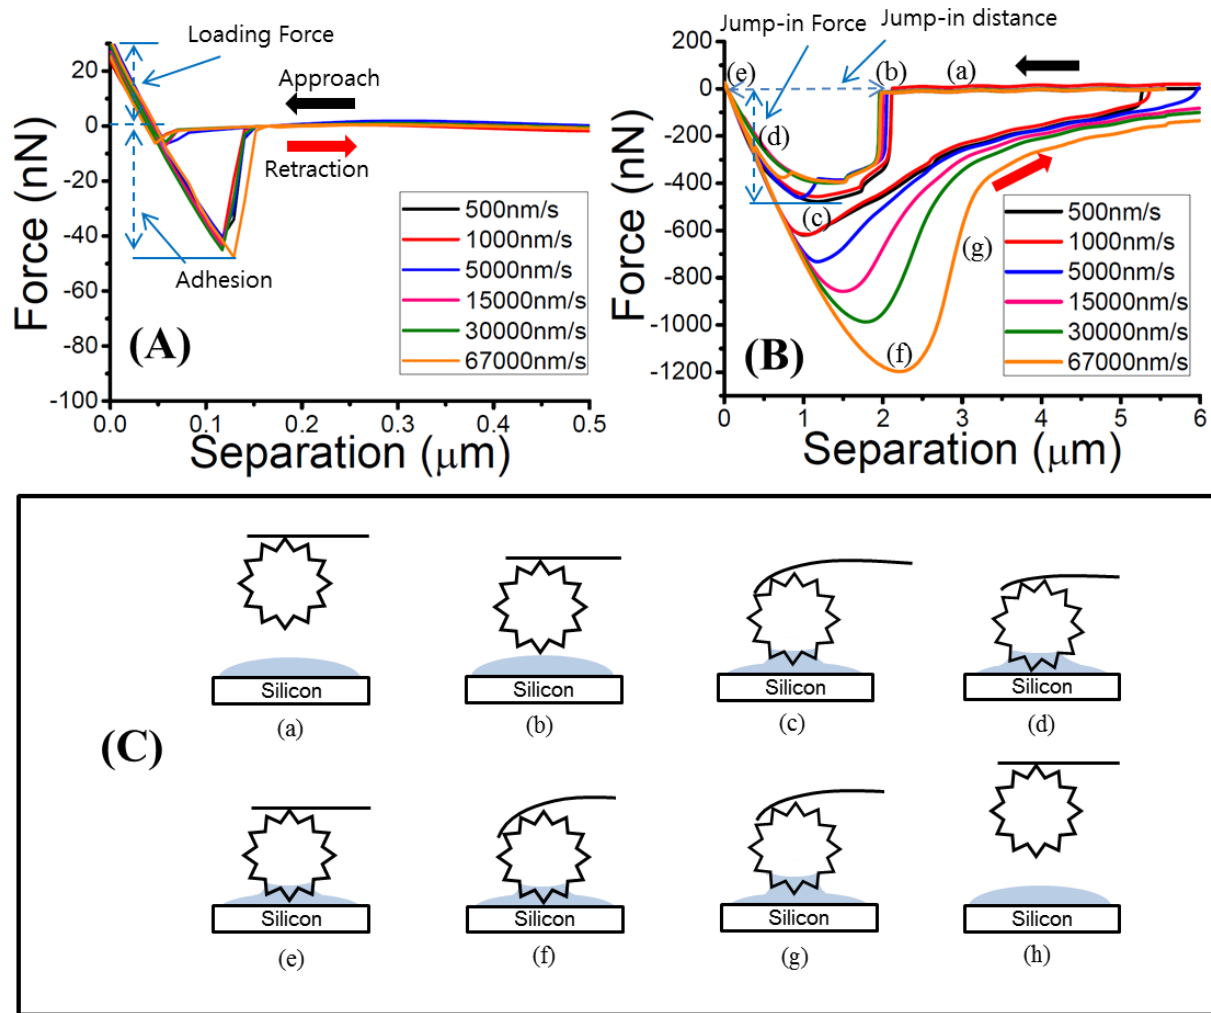 Loading Force
Approach
Retraction
Adhesion
(A)
500nm/s
1000nm/s
5000nm/s
15000nm/s
30000nm/s
67000nm/s
20
0
-20
-40
-60
-80
-100
Force (nN)
0.0 0.1 0.2 0.3 0.4 0.5
Separation (μm)
Jump-in Force
Jump-in distance
(e) (b) (a)
(d)
(c)
(g)
(f)
(B)
500nm/s
1000nm/s
5000nm/s
15000nm/s
30000nm/s
67000nm/s
200
0
-200
-400
-600
-800
-1000
-1200
Force (nN)
0 1 2 3 4 5 6
Separation (μm)
(C)
Silicon Silicon Silicon Silicon
(a) (b) (c) (d)
Silicon Silicon Silicon Silicon
(e) (f) (g) (h)